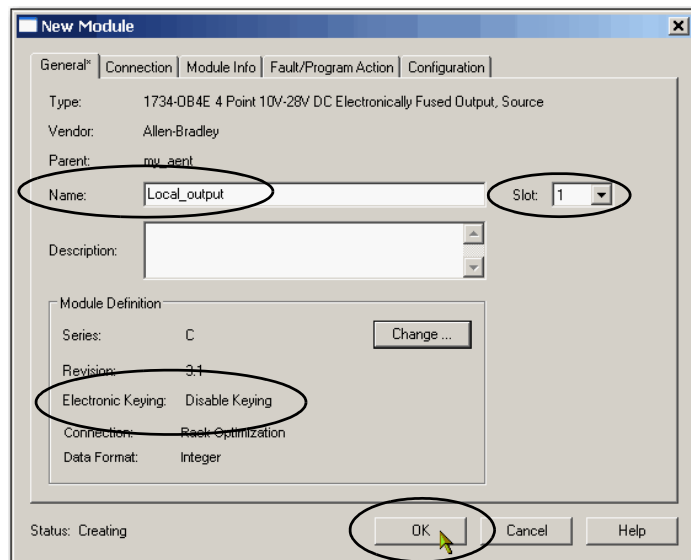 New Module
General* Connection Module Info Fault/Program Action Configuration
Type: 1734-OB4E 4 Point 10V-28V DC Electronically Fused Output, Source
Vendor: Allen-Bradley
Parent: my_aent
Name: Local_output Slot: 1
Description:
Module Definition
Series: C Change ...
Revision: 3.1
Electronic Keying: Disable Keying
Connection: Rack Optimization
Data Format: Integer
Status: Creating OK Cancel Help